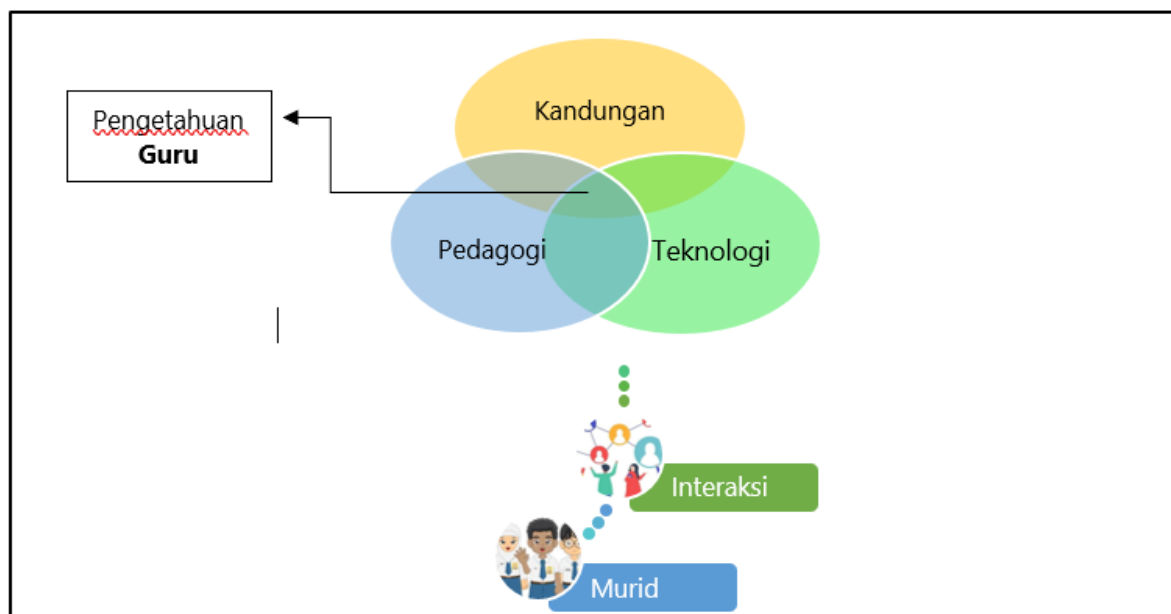 Kandungan
Pengetahuan
Guru
Pedagogi
Teknologi
Interaksi
Murid